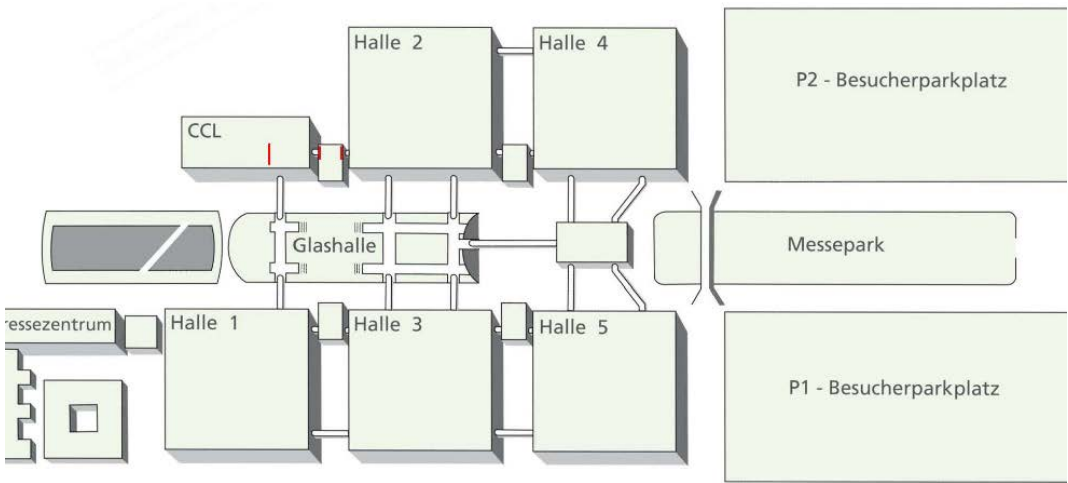 Halle 2
Halle 4
P2 - Besucherparkplatz
CCL
Glashalle
Messepark
ressezentrum
Halle 1
Halle 3
Halle 5
P1 - Besucherparkplatz